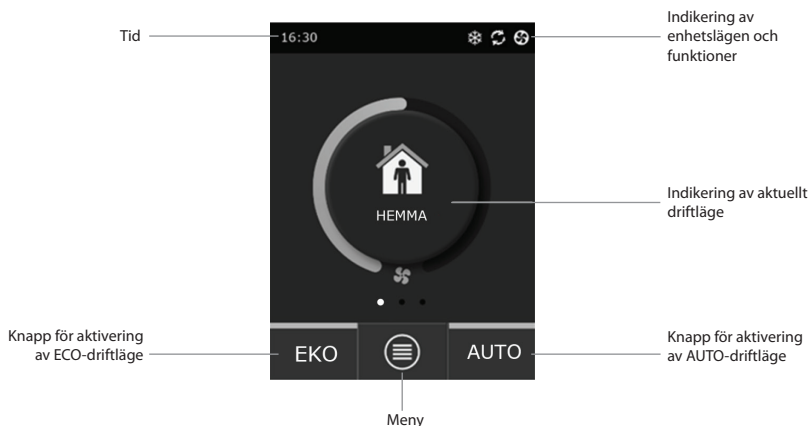 Tid
16:30
Indikering av
enhetslägen och
funktioner
HEMMA
Indikering av aktuellt
driftläge
Knapp för aktivering
av ECO-driftläge
EKO
AUTO
Knapp för aktivering
av AUTO-driftläge
Meny